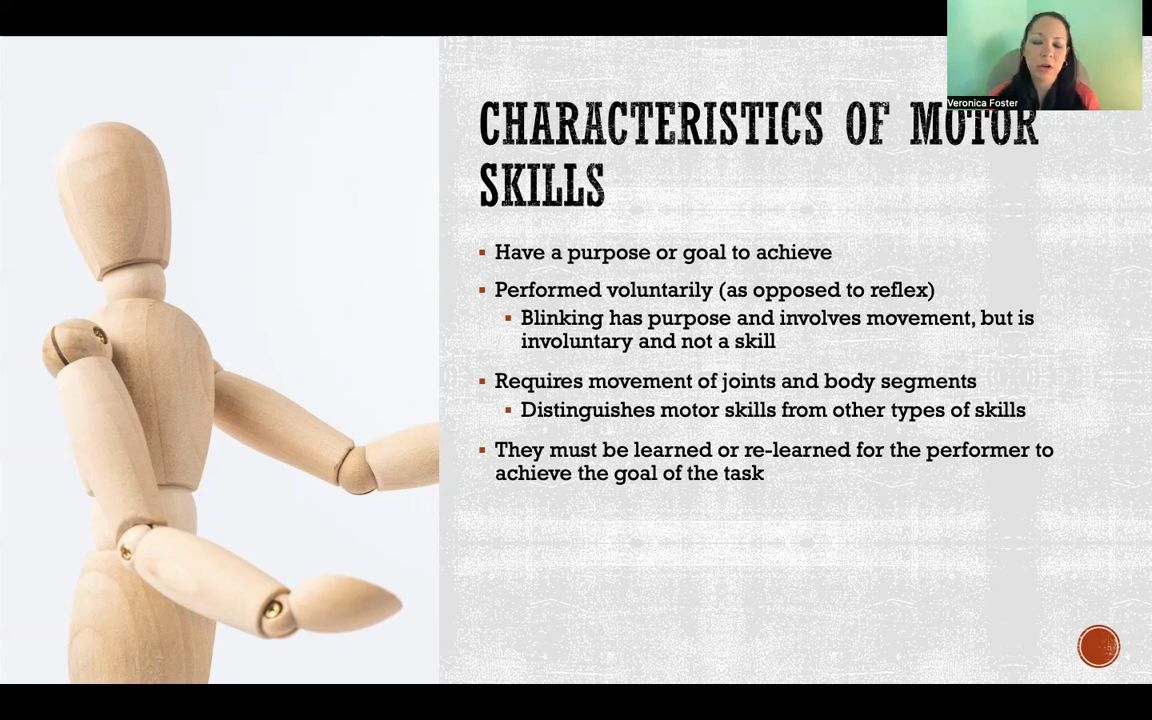 Veronica Foster
CHARACTERISTICS OF MOTOR
SKILLS
▪ Have a purpose or goal to achieve
▪ Performed voluntarily (as opposed to reflex)
▪ Blinking has purpose and involves movement, but is
involuntary and not a skill
▪ Requires movement of joints and body segments
▪ Distinguishes motor skills from other types of skills
▪ They must be learned or re-learned for the performer to
achieve the goal of the task